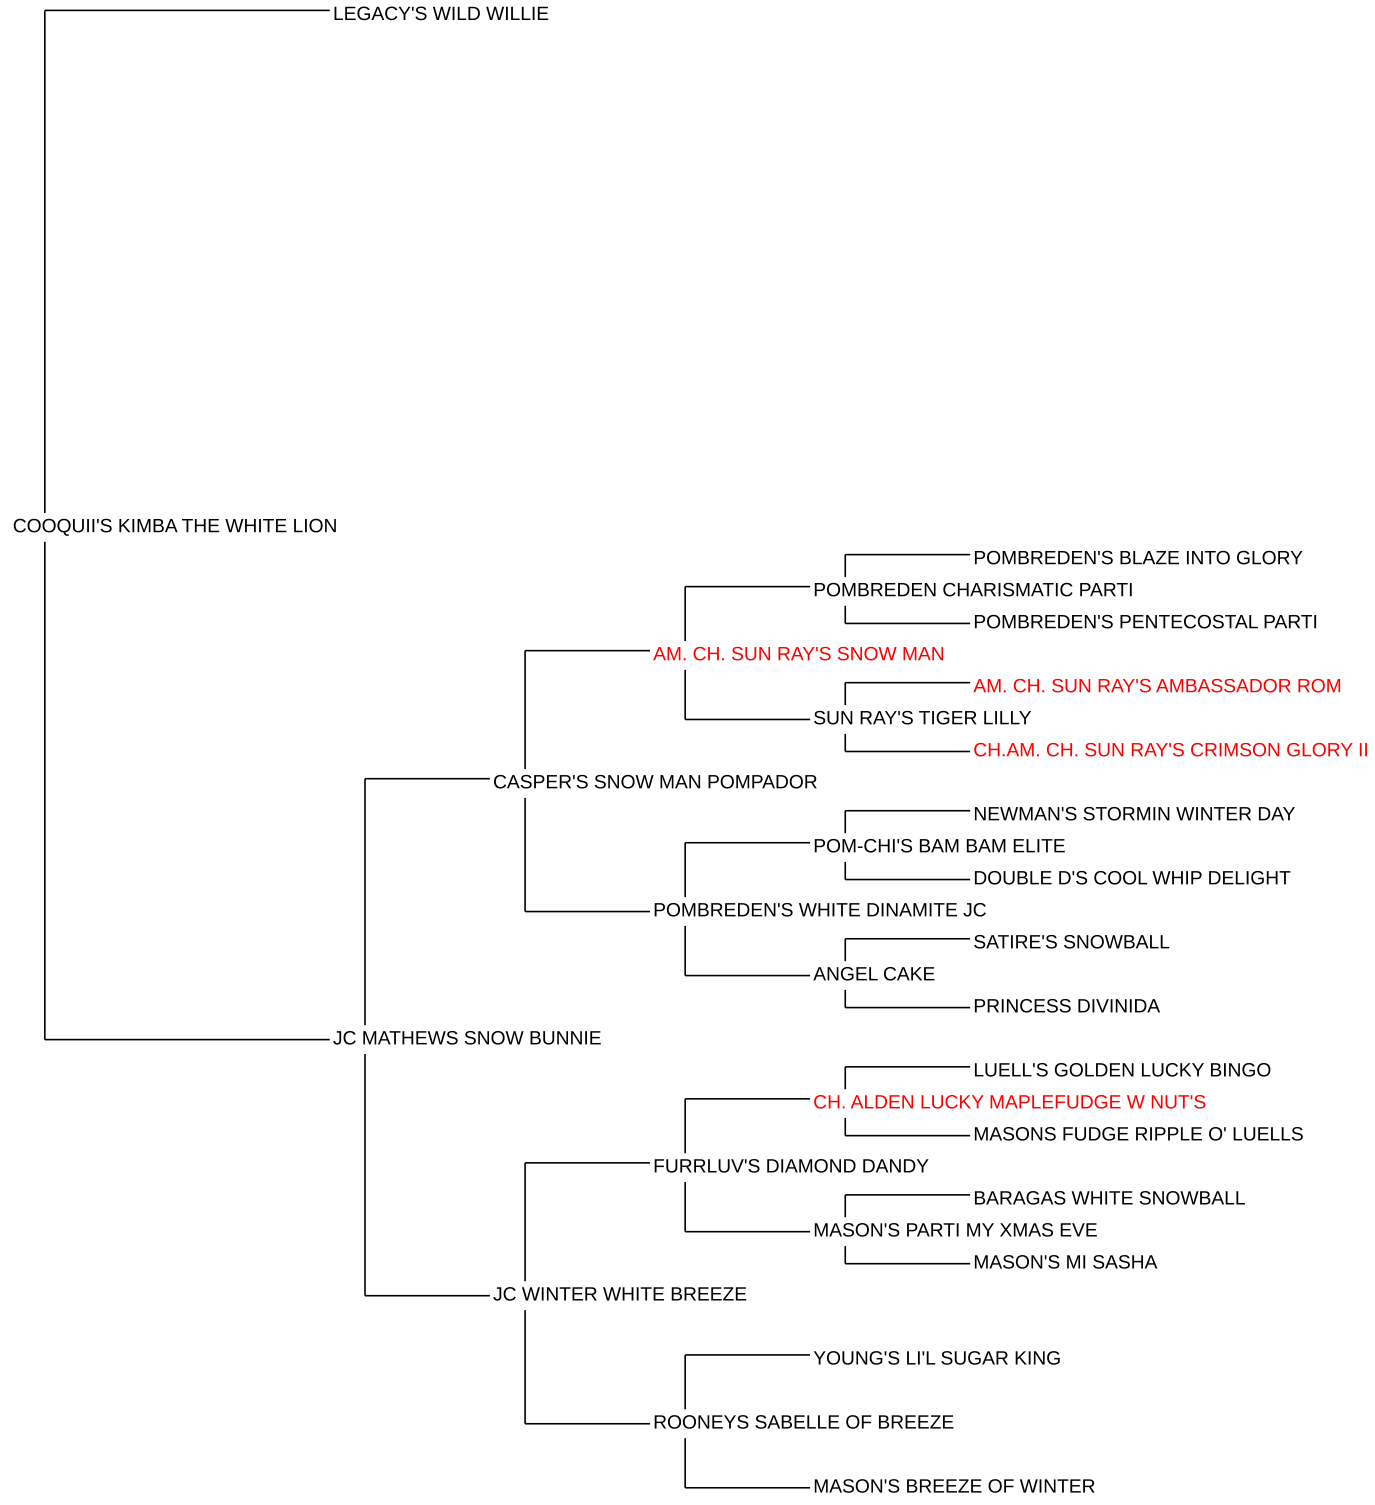 LEGACY'S WILD WILLIE
COOQUII'S KIMBA THE WHITE LION
POMBREDEN'S BLAZE INTO GLORY
POMBREDEN CHARISMATIC PARTI
POMBREDEN'S PENTECOSTAL PARTI
AM. CH. SUN RAY'S SNOW MAN
AM. CH. SUN RAY'S AMBASSADOR ROM
SUN RAY'S TIGER LILLY
CH.AM. CH. SUN RAY'S CRIMSON GLORY II
CASPER'S SNOW MAN POMPADOR
NEWMAN'S STORMIN WINTER DAY
POM-CHI'S BAM BAM ELITE
DOUBLE D'S COOL WHIP DELIGHT
POMBREDEN'S WHITE DINAMITE JC
SATIRE'S SNOWBALL
ANGEL CAKE
PRINCESS DIVINIDA
JC MATHEWS SNOW BUNNIE
LUELL'S GOLDEN LUCKY BINGO
CH. ALDEN LUCKY MAPLEFUDGE W NUT'S
MASONS FUDGE RIPPLE O' LUELLS
FURRLUV'S DIAMOND DANDY
BARAGAS WHITE SNOWBALL
MASON'S PARTI MY XMAS EVE
MASON'S MI SASHA
JC WINTER WHITE BREEZE
YOUNG'S LI'L SUGAR KING
ROONEYS SABELLE OF BREEZE
MASON'S BREEZE OF WINTER